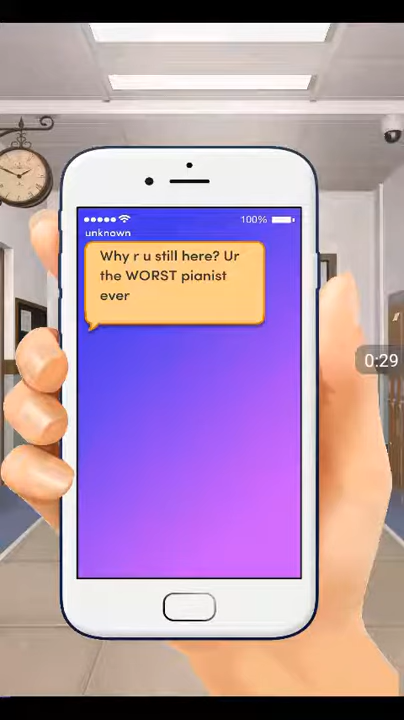 100%
unknown
Why r u still here? Ur
the WORST pianist
ever
0:29